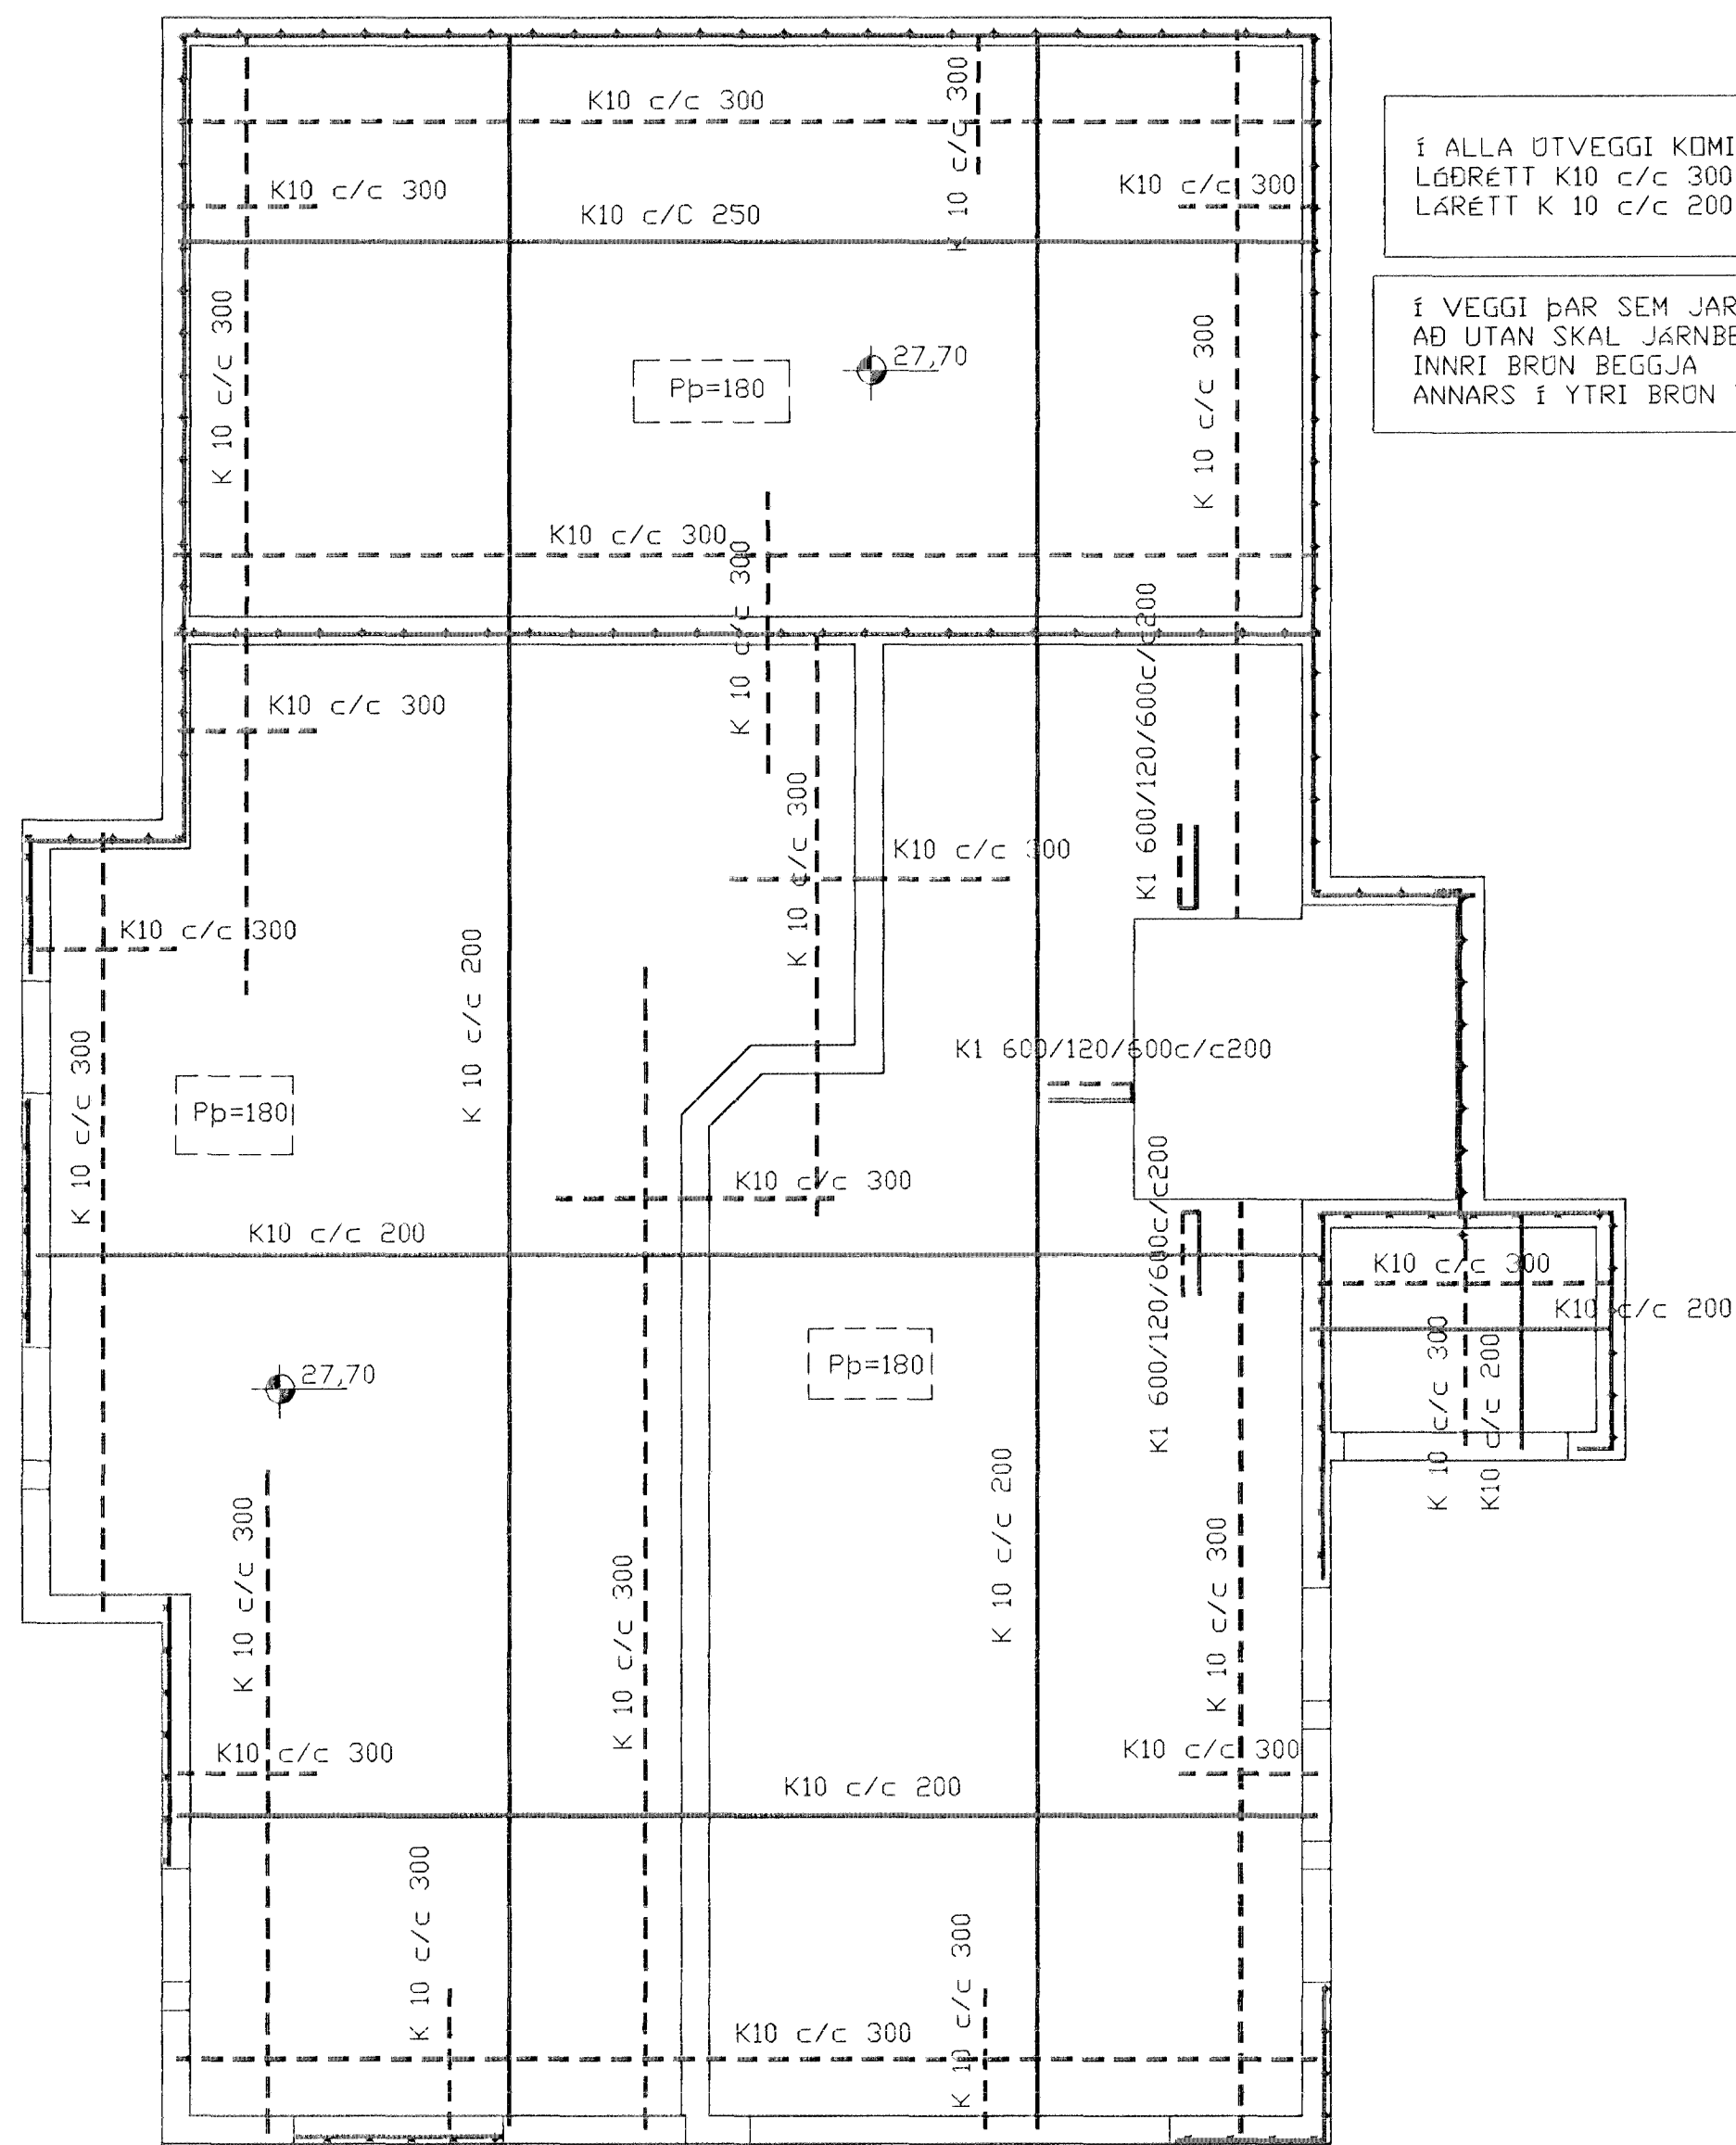 K10 c/c 300
K 10 c/c 300
K10 c/c 300
K10 c/c 300
K10 c/C 250
Í ALLA ÚTVEGGI KOMI
LÓÐRÉTT K10 c/c 300
LÁRÉTT K 10 c/c 200
K 10 c/c 300
K 10 c/c 300
27,70
Pþ=180
Í VEGGI ÞAR SEM JAR
AÐ UTAN SKAL JÁRNBE
INNRI BRÚN BEGGJA
ANNARS Í YTRI BRÚN
K10 c/c 300
K 10 c/c 300
K1 600/120/600c/c200
K10 c/c 300
K 10 c/c 300
K10 c/c 300
K10 c/c 300
K 10 c/c 200
K 10 c/c 300
K1 600/120/600c/c200
Pþ=180
K10 c/c 300
K1 600/120/600c/c200
K10 c/c 200
K10 c/c 300
K10 c/c 200
K 10 c/c 300
K10 c/c 200
Pþ=180
27,70
K 10 c/c 300
K 10 c/c 300
K 10 c/c 200
K 10 c/c 300
K10 c/c 300
K10 c/c 300
K10 c/c 200
K 10 c/c 300
K 10 c/c 300
K10 c/c 300